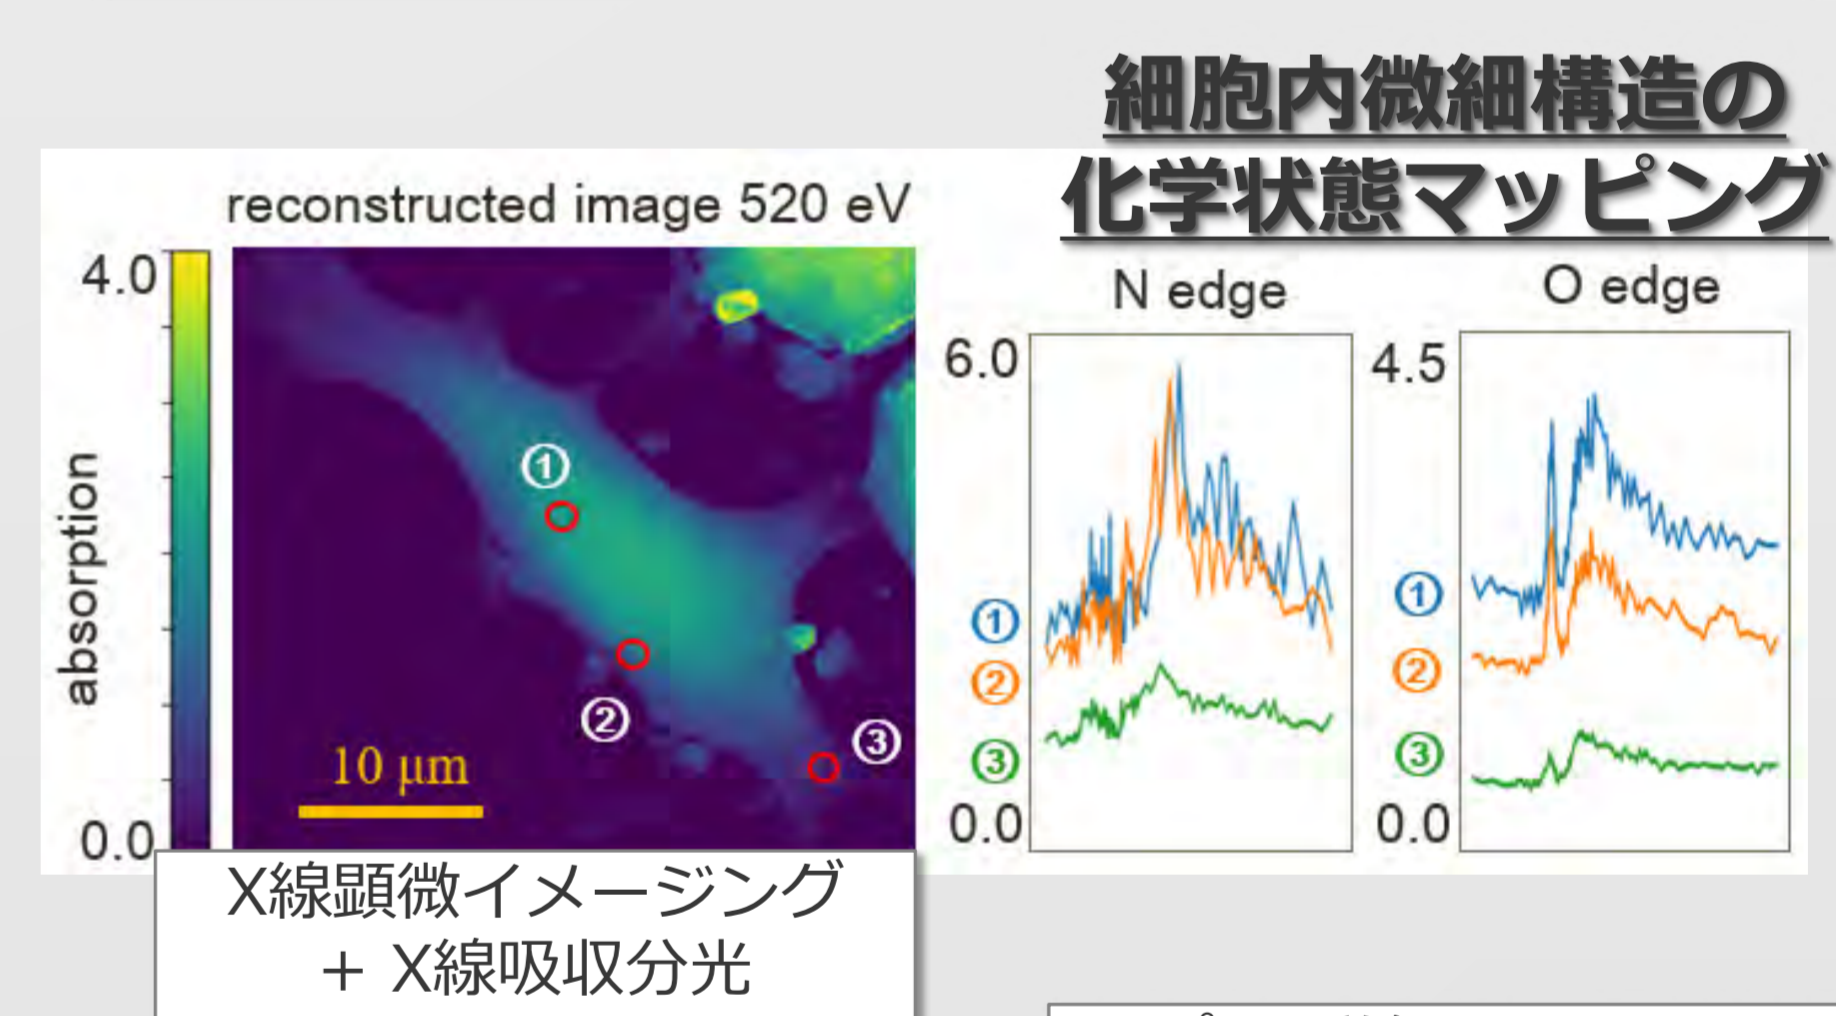 細胞内微細構造の
化学状態マッピング
reconstructed image 520 eV
4.0
absorption
0.0
①
②
③
10 μm
N edge
6.0
①
②
③
0.0
O edge
4.5
①
②
③
0.0
X線顕微イメージング
+ X線吸収分光